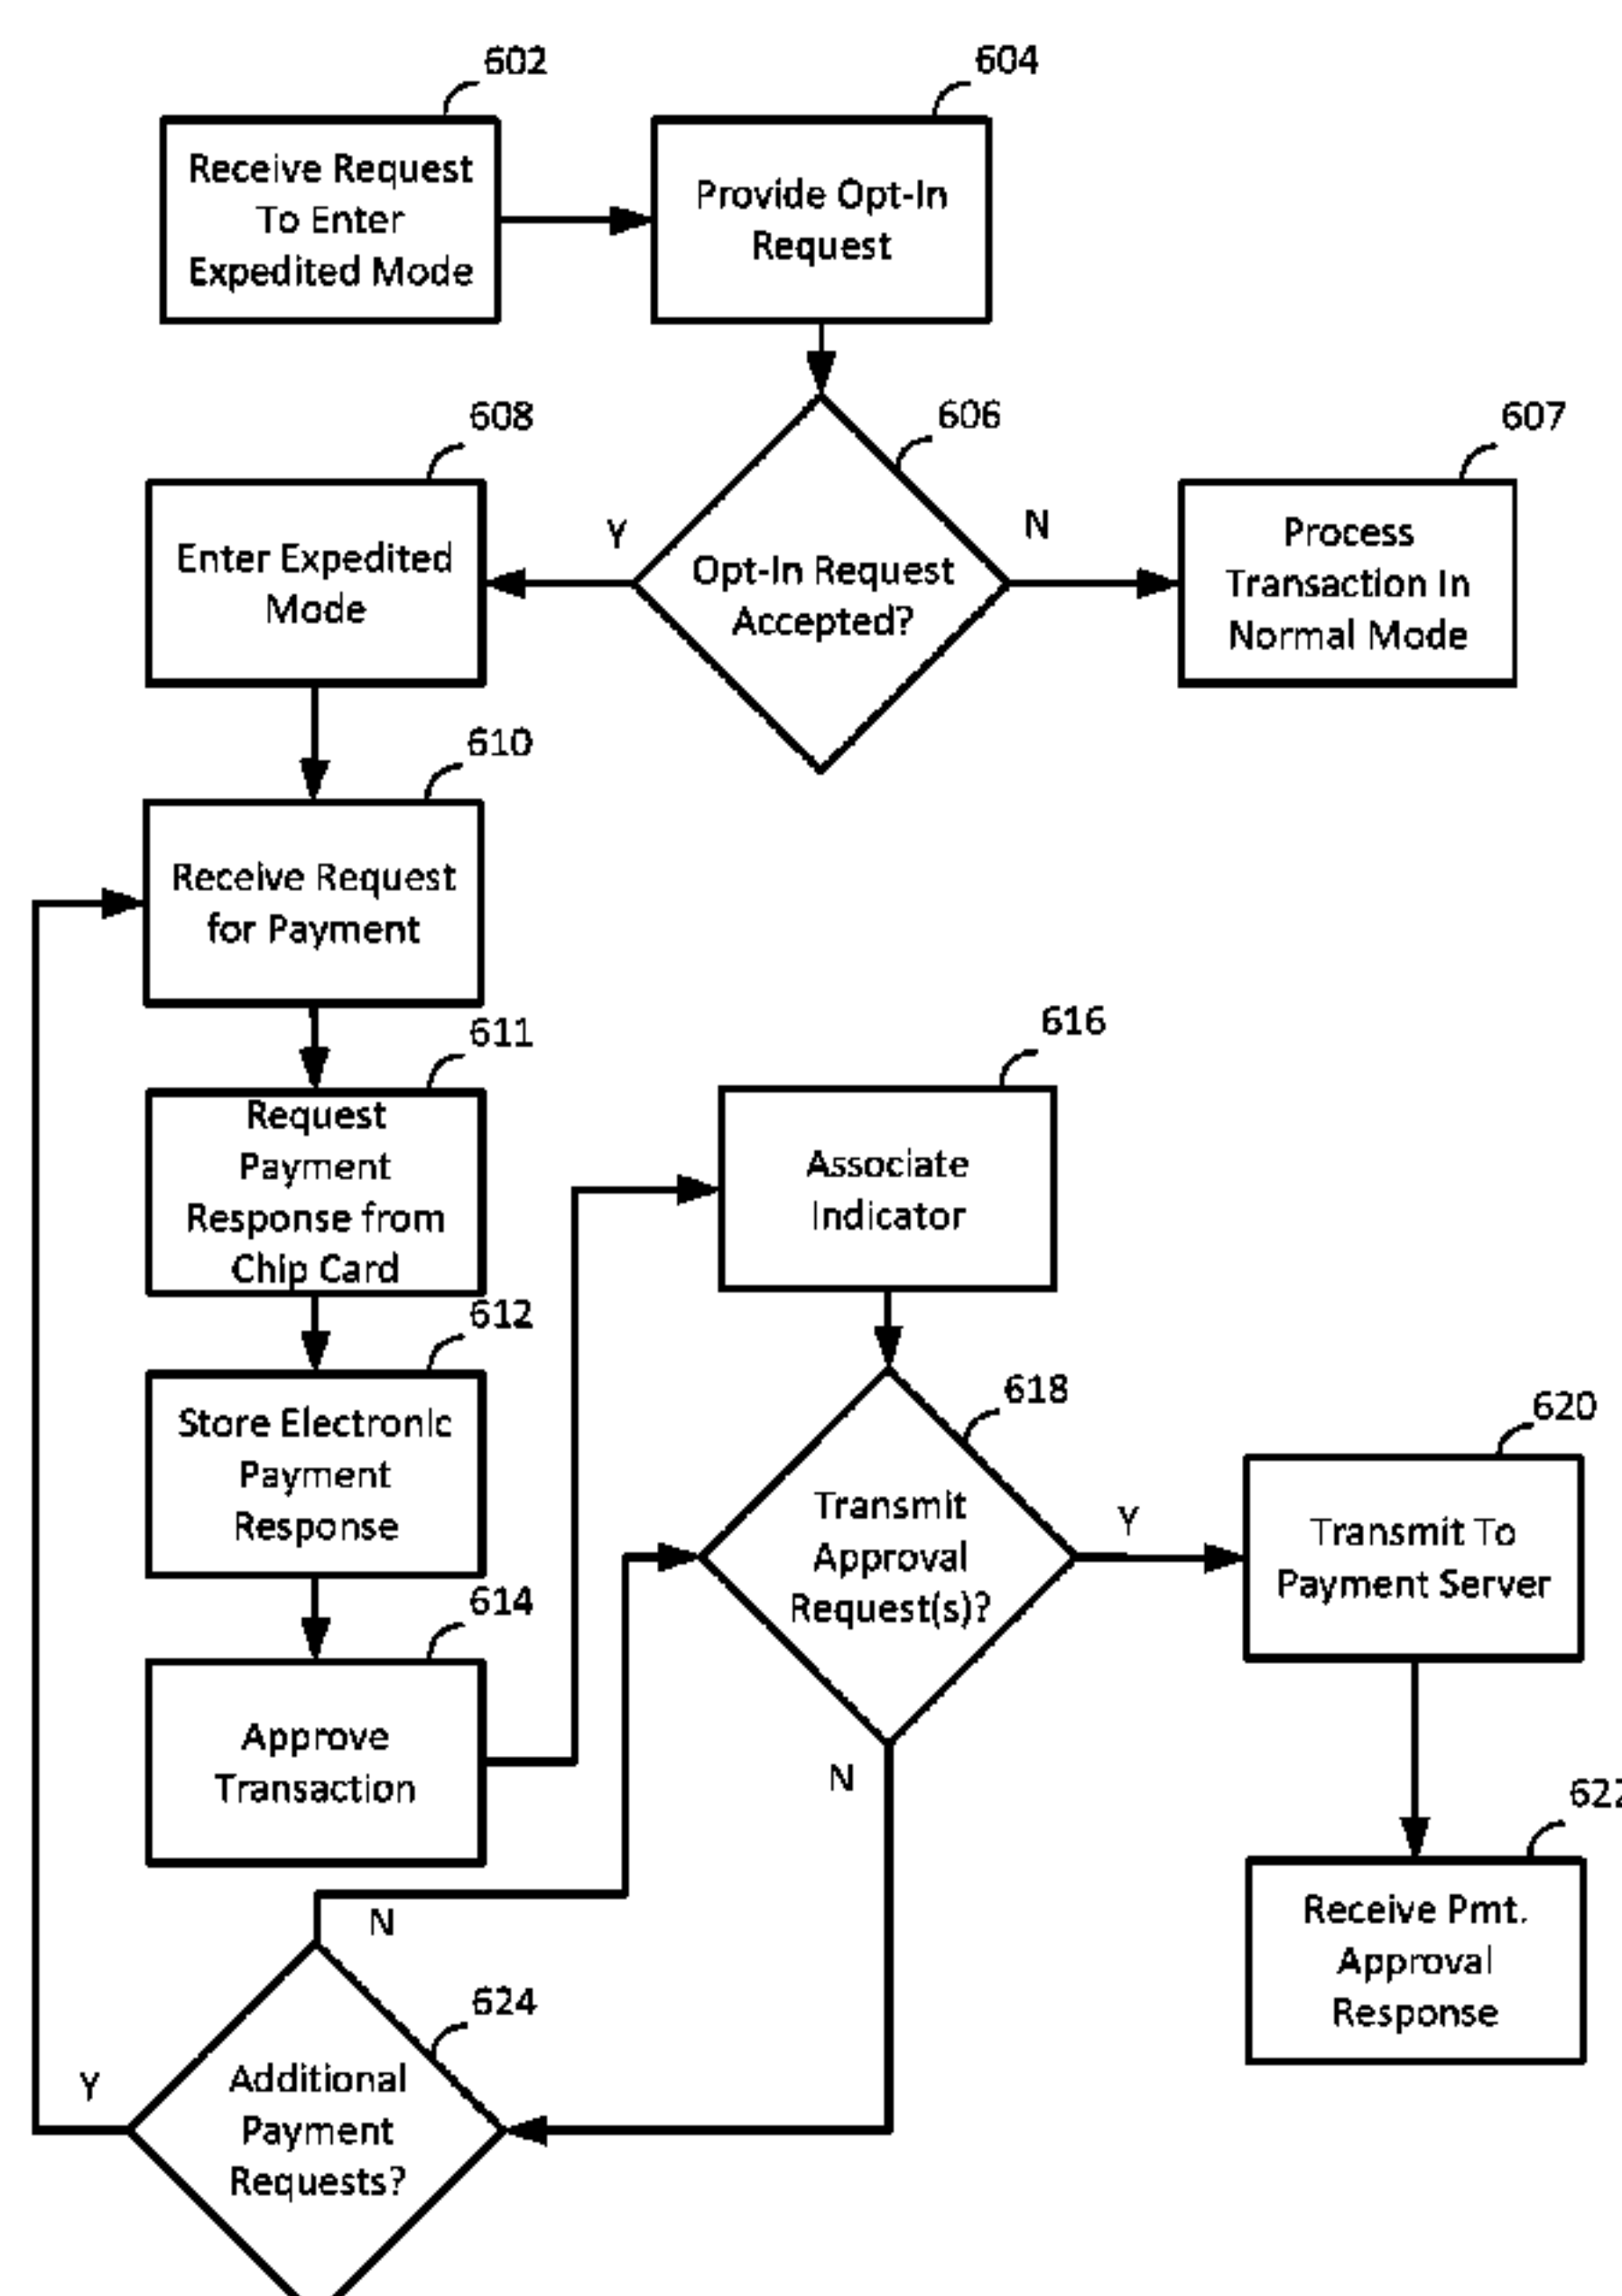 602
Receive Request
To Enter
Expedited Mode
604
Provide Opt-In
Request
606
Opt-In Request
Accepted?
Y
N
607
Process
Transaction In
Normal Mode
608
Enter Expedited
Mode
610
Receive Request
for Payment
611
Request
Payment
Response from
Chip Card
612
Store Electronic
Payment
Response
614
Approve
Transaction
616
Associate
Indicator
618
Transmit
Approval
Request(s)?
Y
N
620
Transmit To
Payment Server
622
Receive Pmt.
Approval
Response
624
Additional
Payment
Requests?
N
Y